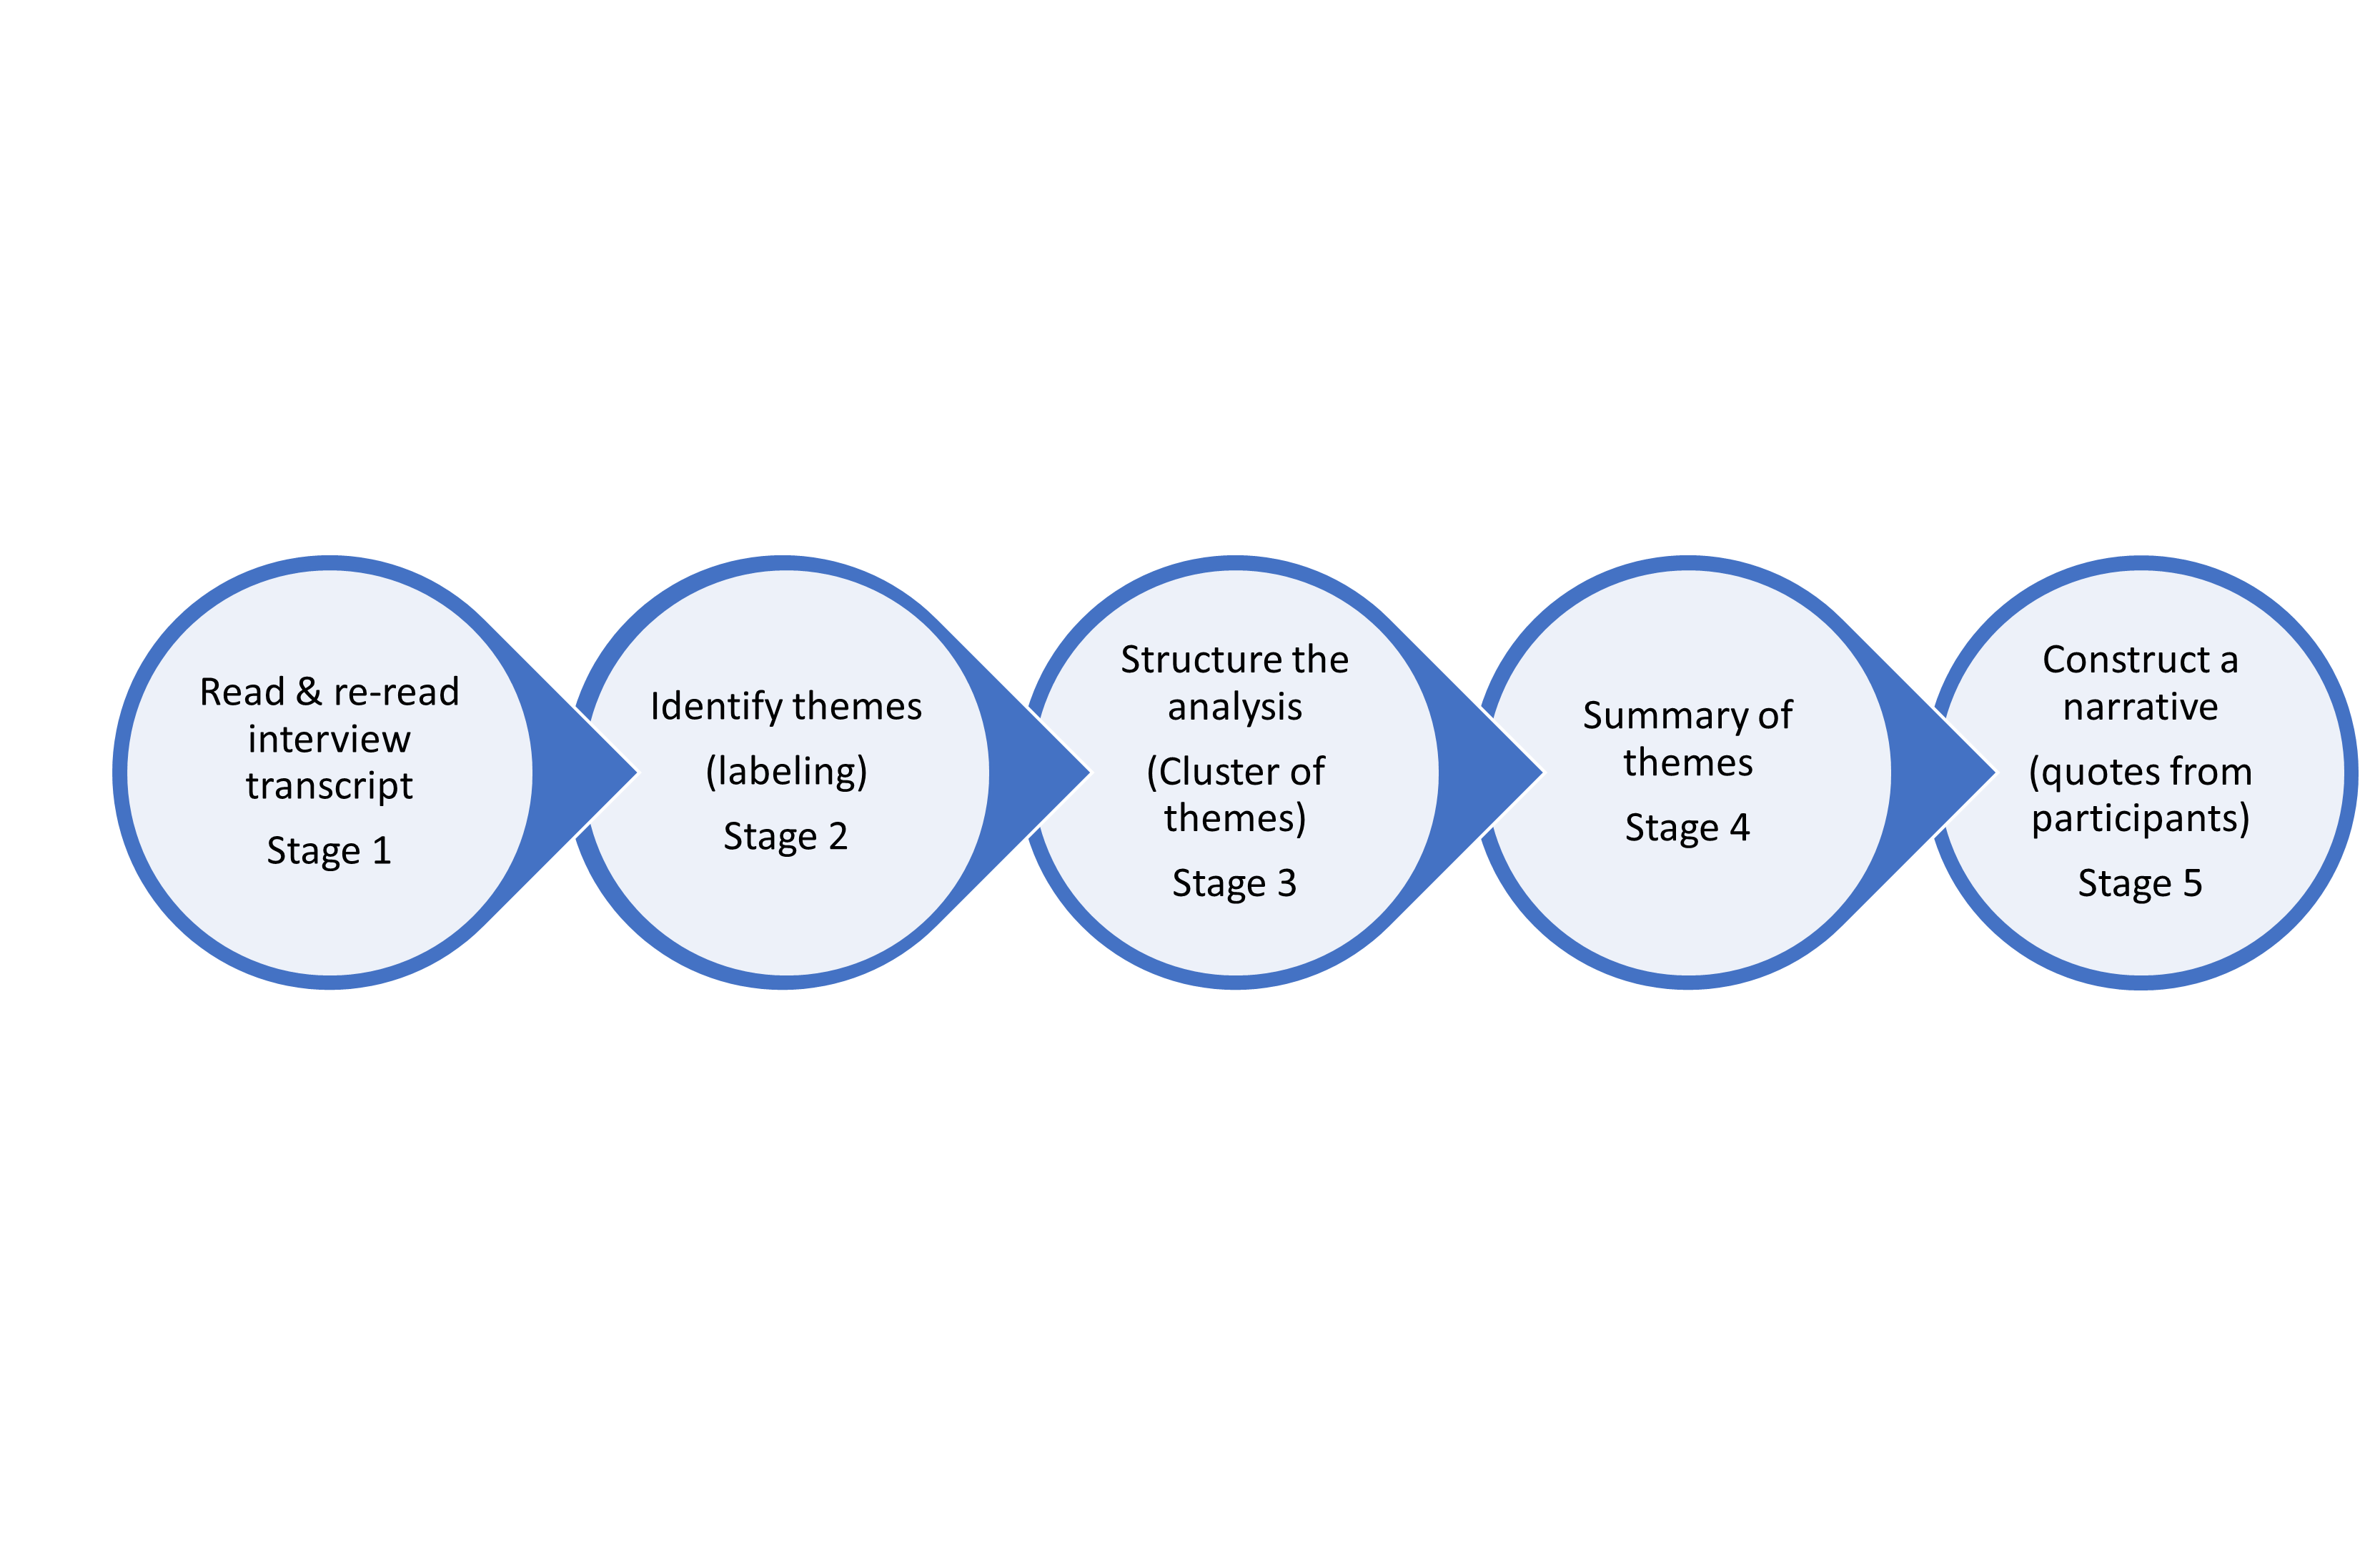 Read & re-read
interview
transcript
Stage 1
Identify themes
(labeling)
Stage 2
Structure the
analysis
(Cluster of
themes)
Stage 3
Summary of
themes
Stage 4
Construct a
narrative
(quotes from
participants)
Stage 5